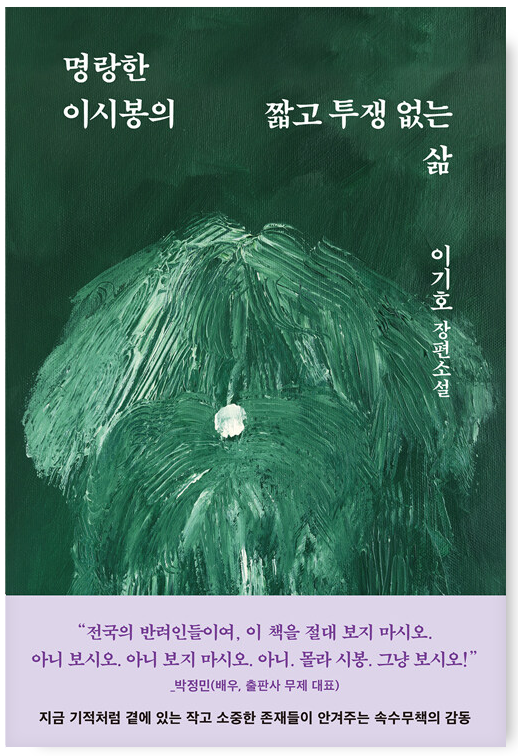 명랑한
이시봉의 짧고 투쟁 없는
삶
이기호 장편소설
“전국의 반려인들이여, 이 책을 절대 보지 마시오.
아니 보시오. 아니 보지 마시오. 아니. 몰라 시봉. 그냥 보시오!”
_박정민(배우, 출판사 무제 대표)
지금 기적처럼 곁에 있는 작고 소중한 존재들이 안겨주는 속수무책의 감동